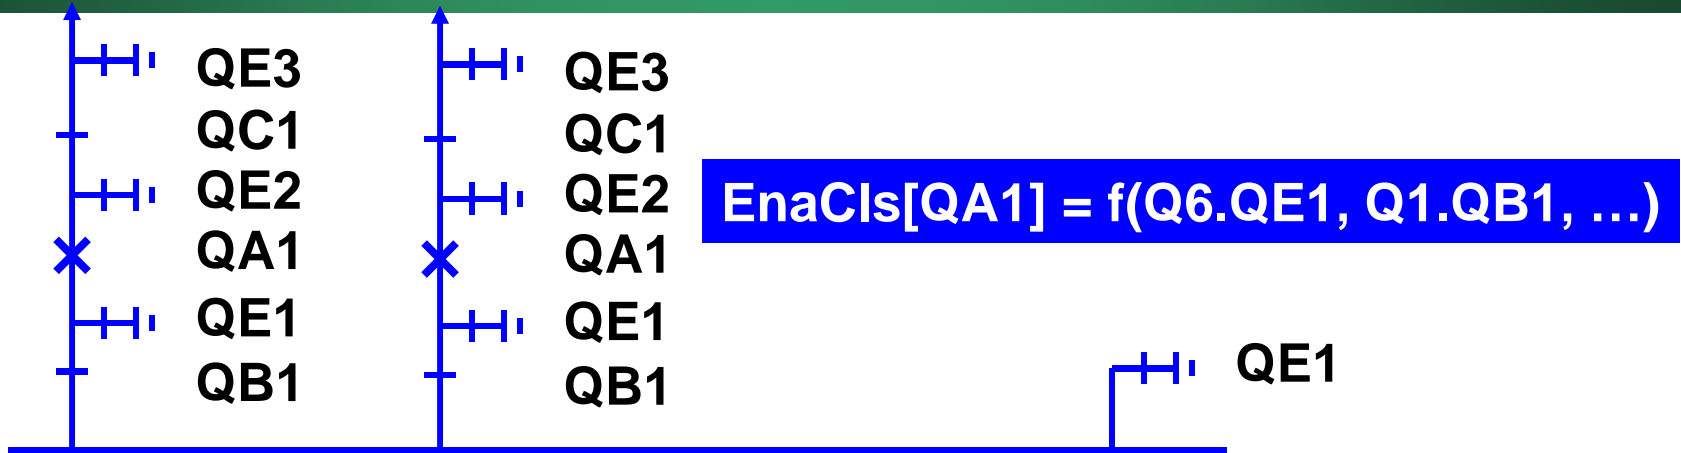 QE3
QC1
QE2
QA1
QE1
QB1
QE3
QC1
QE2
QA1
QE1
QB1
EnaCls[QA1] = f(Q6.QE1, Q1.QB1, …)
QE1